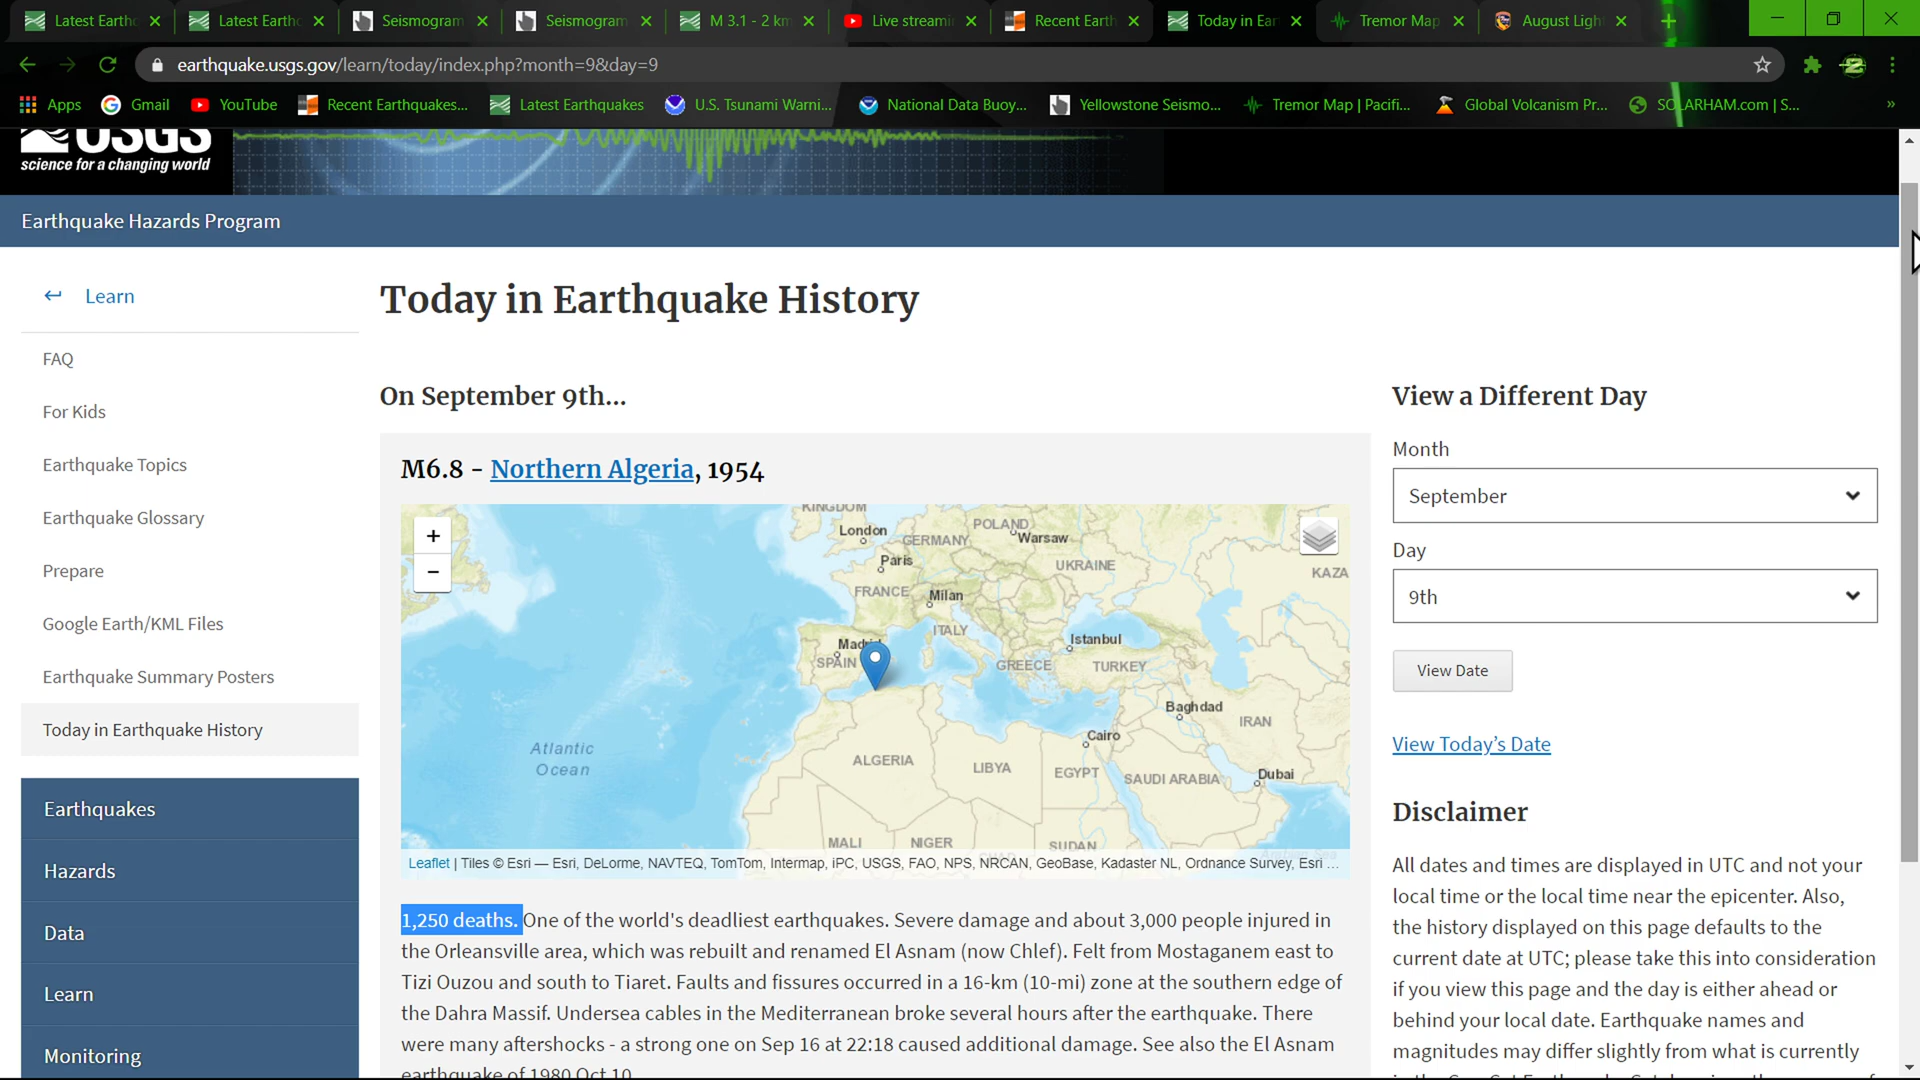 Latest Earth
Latest Earthc
Seismogram
Seismogram
M 3.1 - 2 km
Live streami
Recent Earth
Today in Ear
Tremor Map
August Ligh
earthquake.usgs.gov/learn/today/index.php?month=9&day=9
Apps
Gmail
YouTube
Recent Earthquakes...
Latest Earthquakes
U.S. Tsunami Warni...
National Data Buoy...
Yellowstone Seismo...
Tremor Map | Pacifi...
Global Volcanism Pr...
SOLARHAM.com | S...
»
USGS
science for a changing world
Earthquake Hazards Program
Learn
FAQ
For Kids
Earthquake Topics
Earthquake Glossary
Prepare
Google Earth/KML Files
Earthquake Summary Posters
Today in Earthquake History
Earthquakes
Hazards
Data
Learn
Monitoring
Today in Earthquake History
On September 9th...
M6.8 - Northern Algeria, 1954
+
−
KINGDOM
London
POLAND
Warsaw
GERMANY
Paris
UKRAINE
KAZA
FRANCE
Milan
ITALY
Istanbul
Madrid
SPAIN
GREECE
TURKEY
Baghdad
IRAN
Cairo
Atlantic
Ocean
ALGERIA
LIBYA
EGYPT
SAUDI ARABIA
Dubai
MALI
NIGER
SUDAN
Leaflet | Tiles © Esri — Esri, DeLorme, NAVTEQ, TomTom, Intermap, iPC, USGS, FAO, NPS, NRCAN, GeoBase, Kadaster NL, Ordnance Survey, Esri ...
1,250 deaths. One of the world's deadliest earthquakes. Severe damage and about 3,000 people injured in
the Orleansville area, which was rebuilt and renamed El Asnam (now Chlef). Felt from Mostaganem east to
Tizi Ouzou and south to Tiaret. Faults and fissures occurred in a 16-km (10-mi) zone at the southern edge of
the Dahra Massif. Undersea cables in the Mediterranean broke several hours after the earthquake. There
were many aftershocks - a strong one on Sep 16 at 22:18 caused additional damage. See also the El Asnam
earthquake of 1980 Oct 10.
View a Different Day
Month
September
Day
9th
View Date
View Today's Date
Disclaimer
All dates and times are displayed in UTC and not your
local time or the local time near the epicenter. Also,
the history displayed on this page defaults to the
current date at UTC; please take this into consideration
if you view this page and the day is either ahead or
behind your local date. Earthquake names and
magnitudes may differ slightly from what is currently